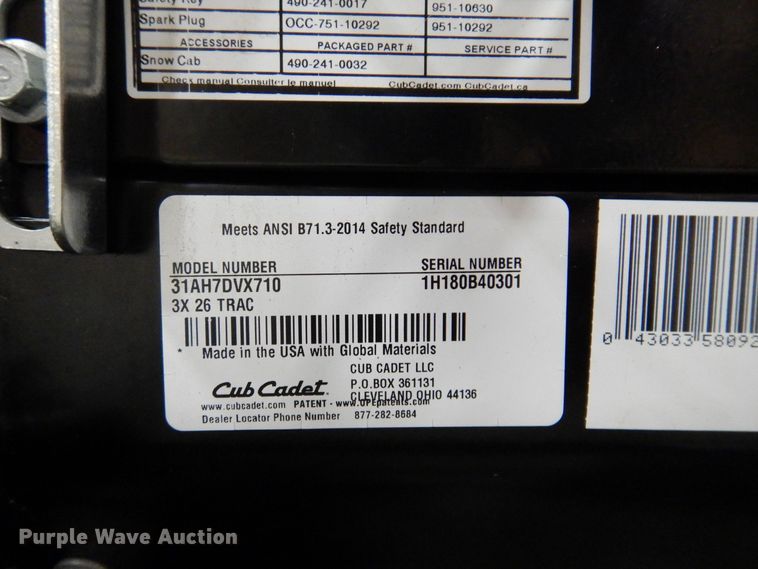 Safety Key 490-241-0017 951-10630
Spark Plug OCC-751-10292 951-10292
ACCESSORIES PACKAGED PART # SERVICE PART #
Snow Cab 490-241-0032
Check manual Consulter le manuel CubCadet.com CubCadet.ca
Meets ANSI B71.3-2014 Safety Standard
MODEL NUMBER SERIAL NUMBER
31AH7DVX710 1H180B40301
3X 26 TRAC
* Made in the USA with Global Materials
CUB CADET LLC
Cub Cadet. P.O.BOX 361131
CLEVELAND OHIO 44136
www.cubcadet.com PATENT - www.OPEpatents.com
Dealer Locator Phone Number 877-282-8684
0 43033 58092
Purple Wave Auction